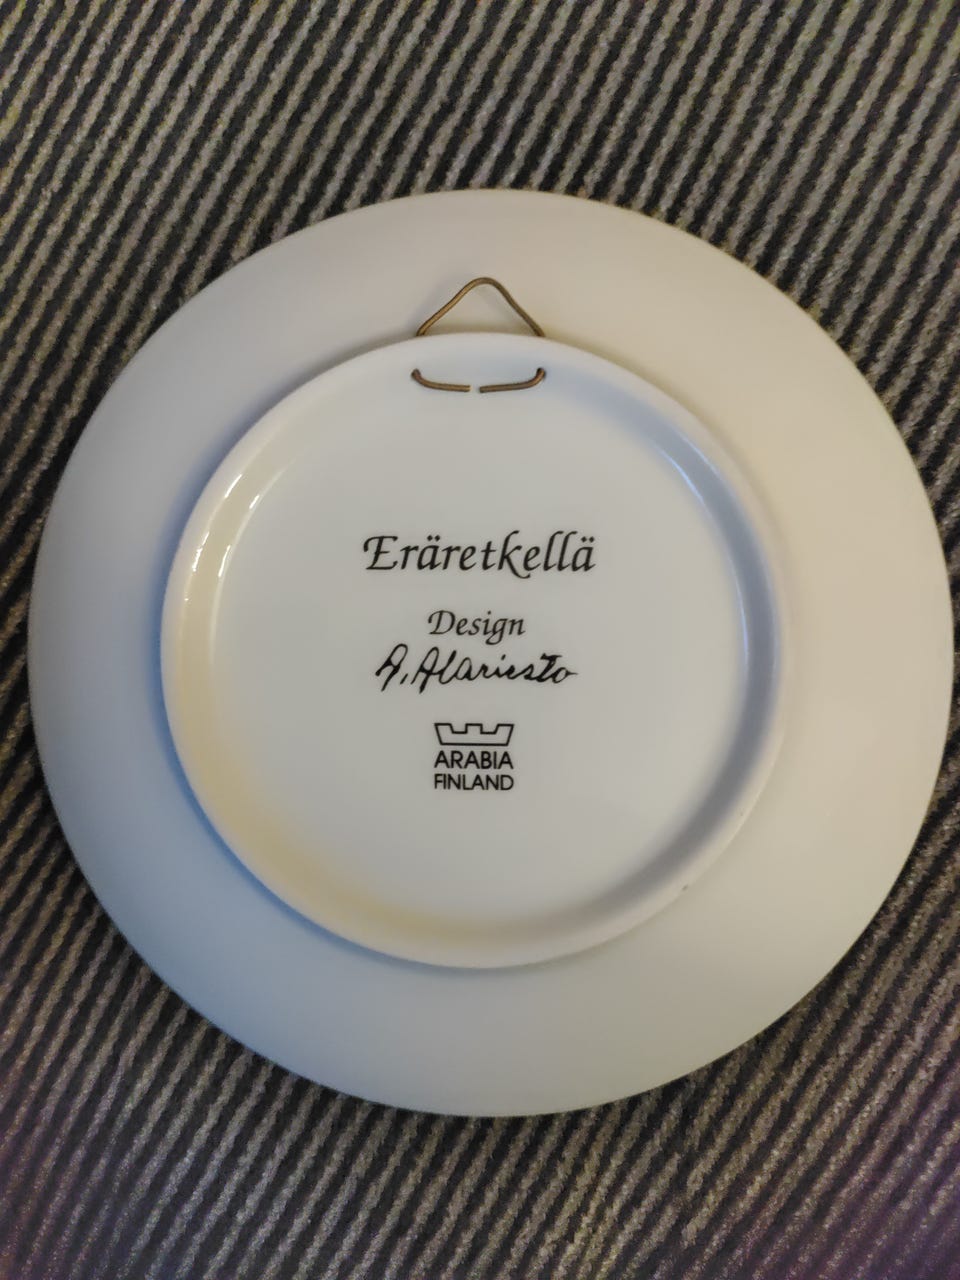 Eräretkellä
Design
A. Alariesto
ARABIA
FINLAND